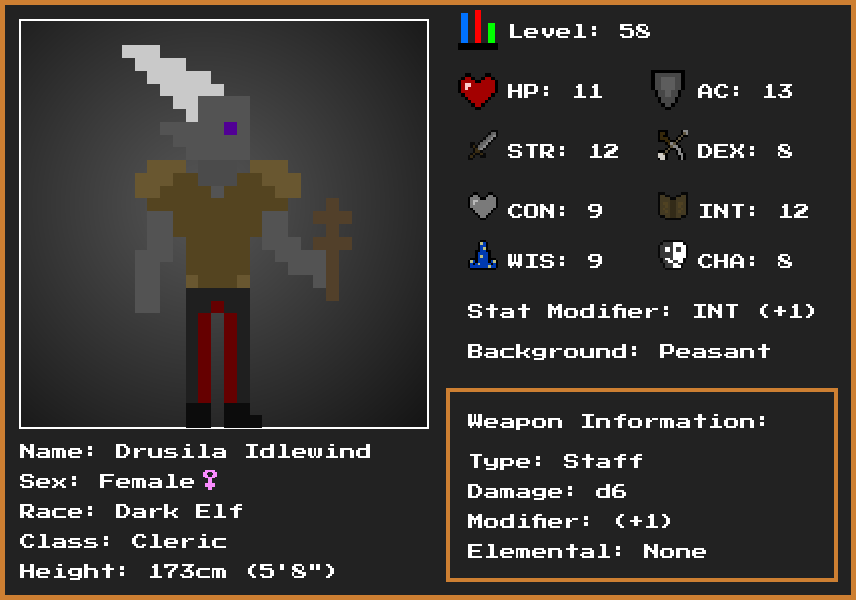 Level: 58
HP: 11 AC: 13
STR: 12 DEX: 8
CON: 9 INT: 12
WIS: 9 CHA: 8
Stat Modifier: INT (+1)
Background: Peasant
Weapon Information:
Type: Staff
Damage: d6
Modifier: (+1)
Elemental: None
Name: Drusila Idlewind
Sex: Female♀
Race: Dark Elf
Class: Cleric
Height: 173cm (5'8")